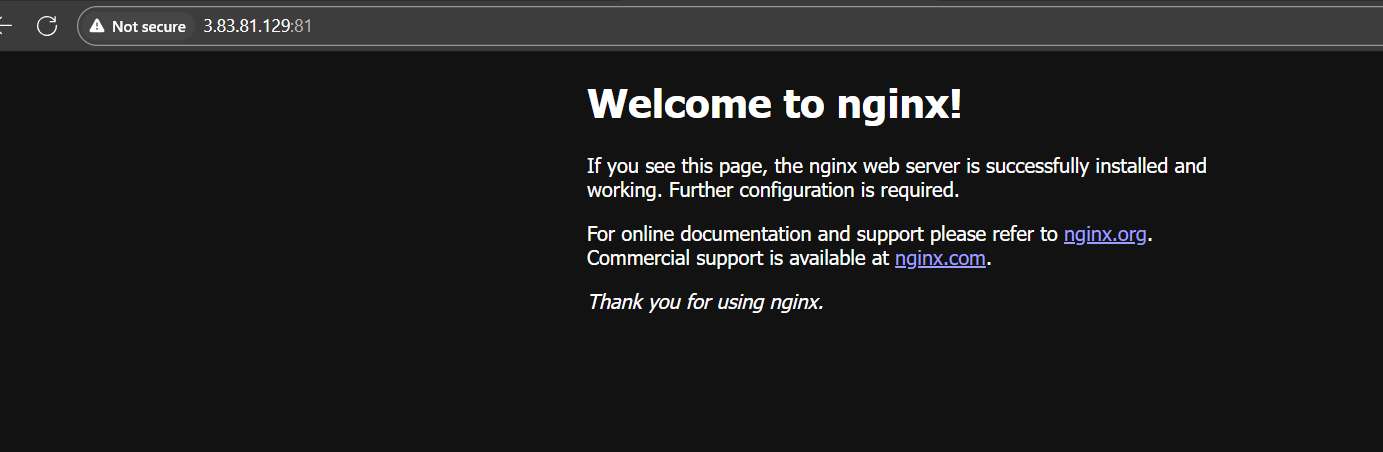 Not secure 3.83.81.129:81
Welcome to nginx!
If you see this page, the nginx web server is successfully installed and
working. Further configuration is required.
For online documentation and support please refer to nginx.org.
Commercial support is available at nginx.com.
Thank you for using nginx.